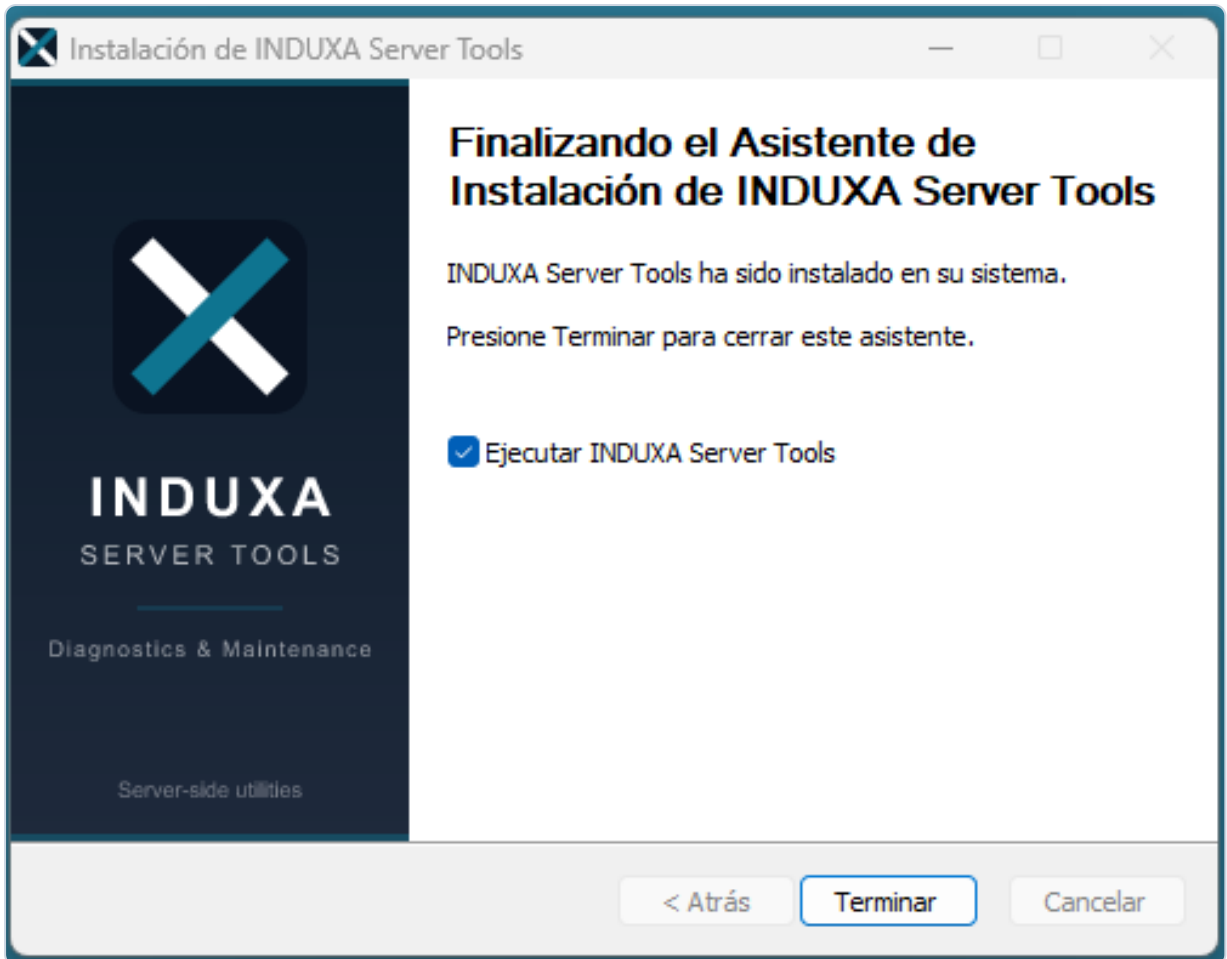 Instalación de INDUXA Server Tools
INDUXA
SERVER TOOLS
Diagnostics & Maintenance
Server-side utilities
Finalizando el Asistente de
Instalación de INDUXA Server Tools
INDUXA Server Tools ha sido instalado en su sistema.
Presione Terminar para cerrar este asistente.
Ejecutar INDUXA Server Tools
< Atrás
Terminar
Cancelar